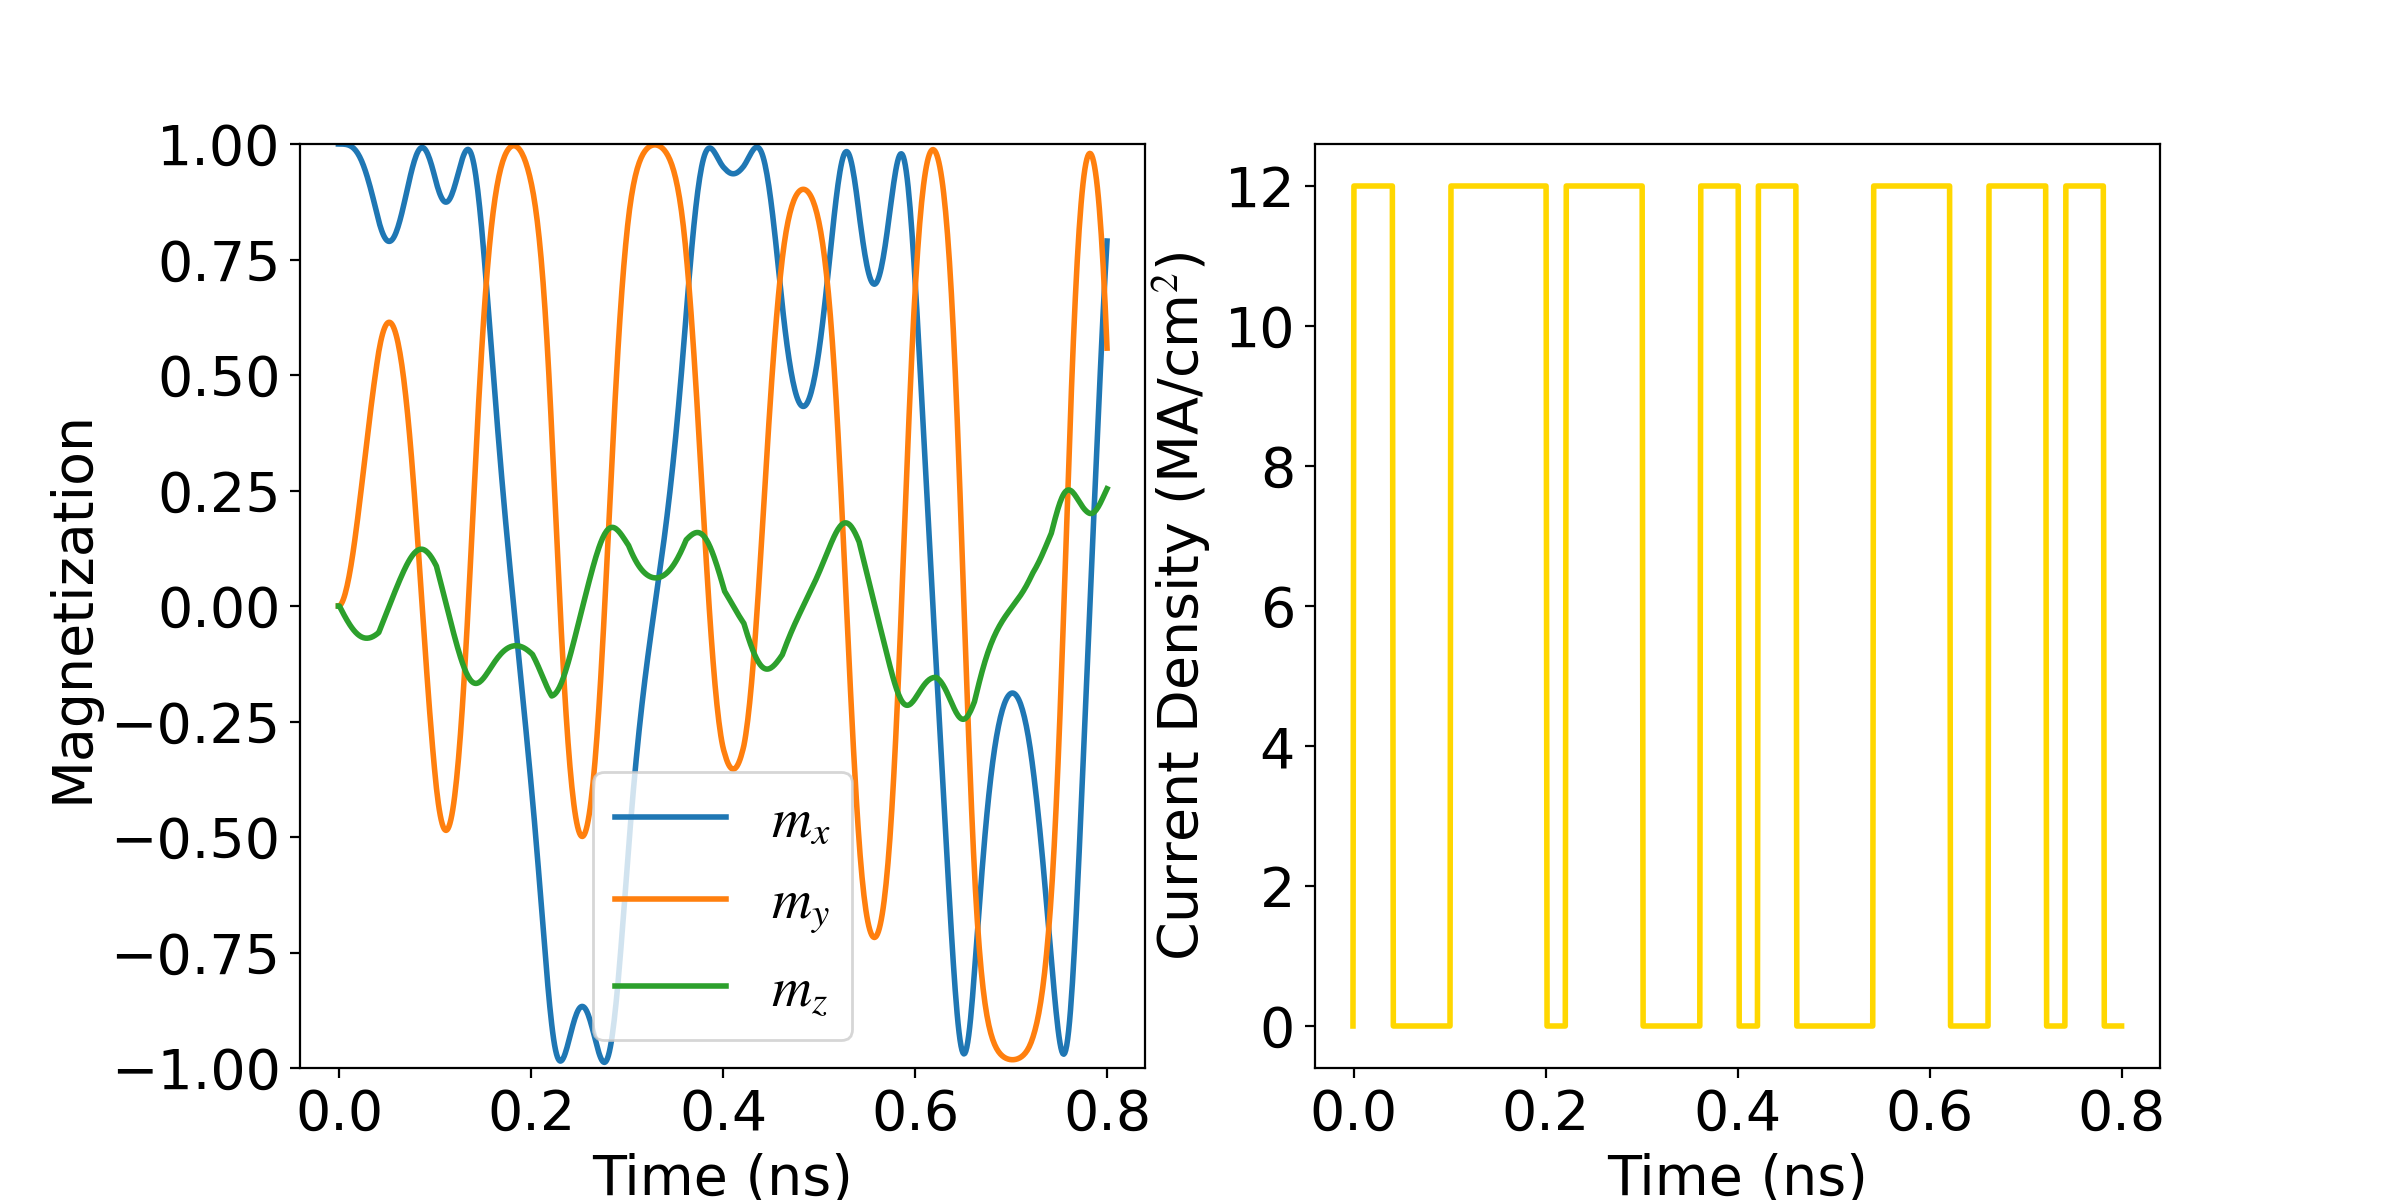 1.00
0.75
0.50
0.25
0.00
−0.25
−0.50
−0.75
−1.00
Magnetization
0.0 0.2 0.4 0.6 0.8
Time (ns)
m_x
m_y
m_z
12
10
8
6
4
2
0
Current Density (MA/cm²)
0.0 0.2 0.4 0.6 0.8
Time (ns)